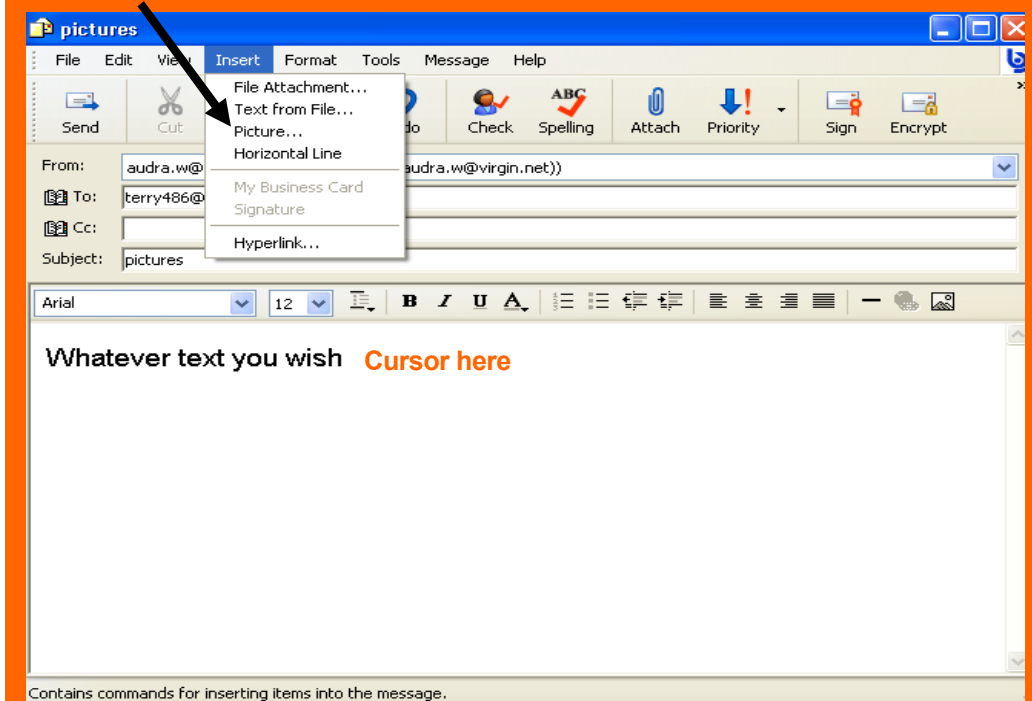 pictures
File Edit View Insert Format Tools Message Help
File Attachment...
Text from File...
Picture...
Horizontal Line
My Business Card
Signature
Hyperlink...
Send Cut Check ABC Spelling Attach Priority Sign Encrypt
From: audra.w@ audra.w@virgin.net))
To: terry486@
Cc:
Subject: pictures
Arial 12 B I U A
Whatever text you wish Cursor here
Contains commands for inserting items into the message.